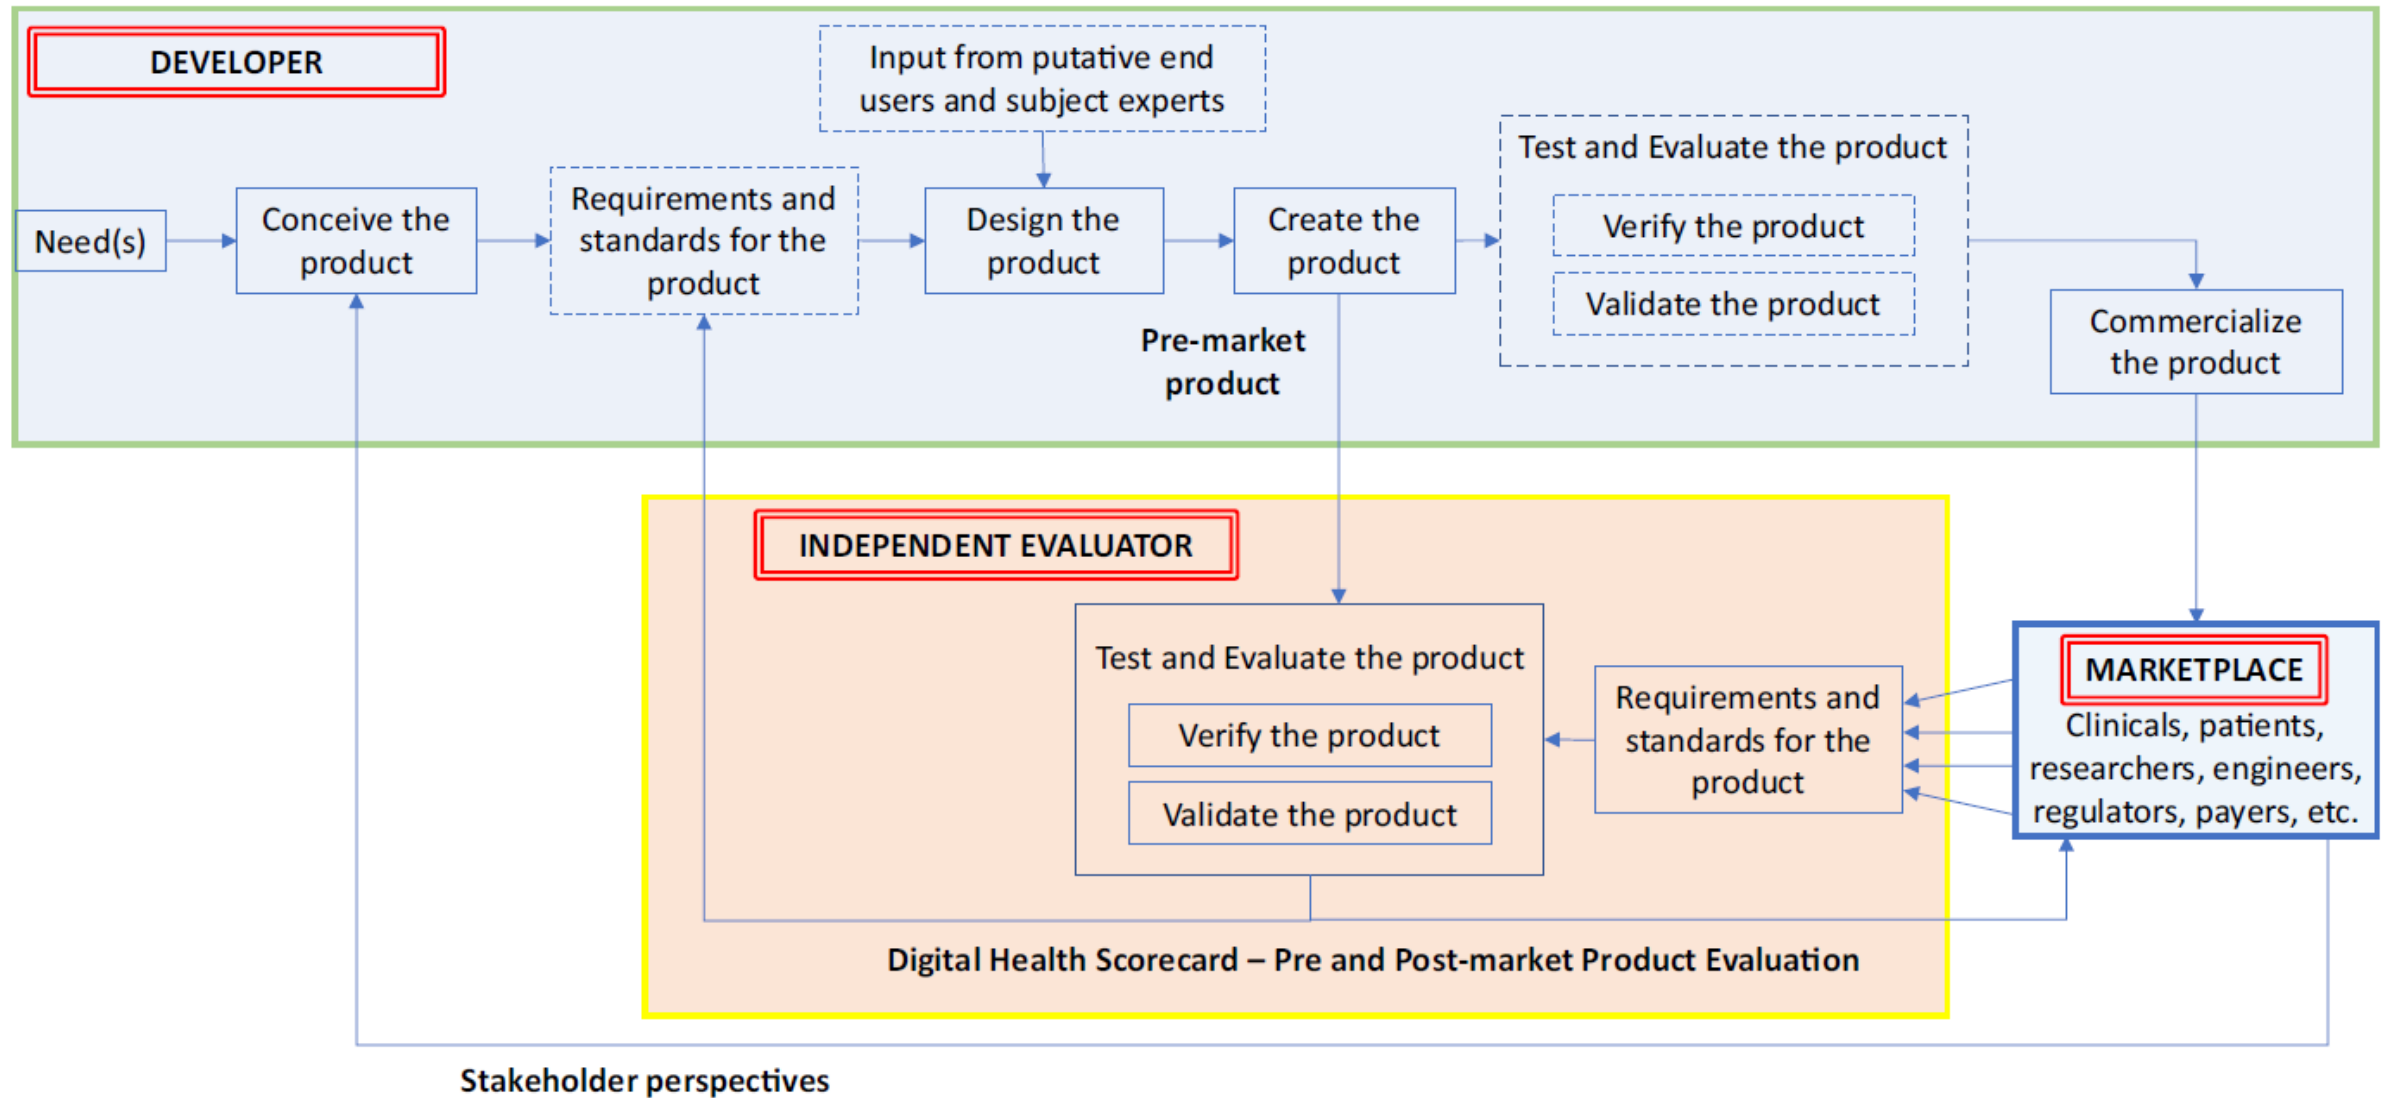 DEVELOPER
Input from putative end
users and subject experts
Need(s)
Conceive the
product
Requirements and
standards for the
product
Design the
product
Create the
product
Test and Evaluate the product
Verify the product
Validate the product
Commercialize
the product
Pre-market
product
INDEPENDENT EVALUATOR
Test and Evaluate the product
Verify the product
Validate the product
Requirements and
standards for the
product
MARKETPLACE
Clinicals, patients,
researchers, engineers,
regulators, payers, etc.
Digital Health Scorecard – Pre and Post-market Product Evaluation
Stakeholder perspectives